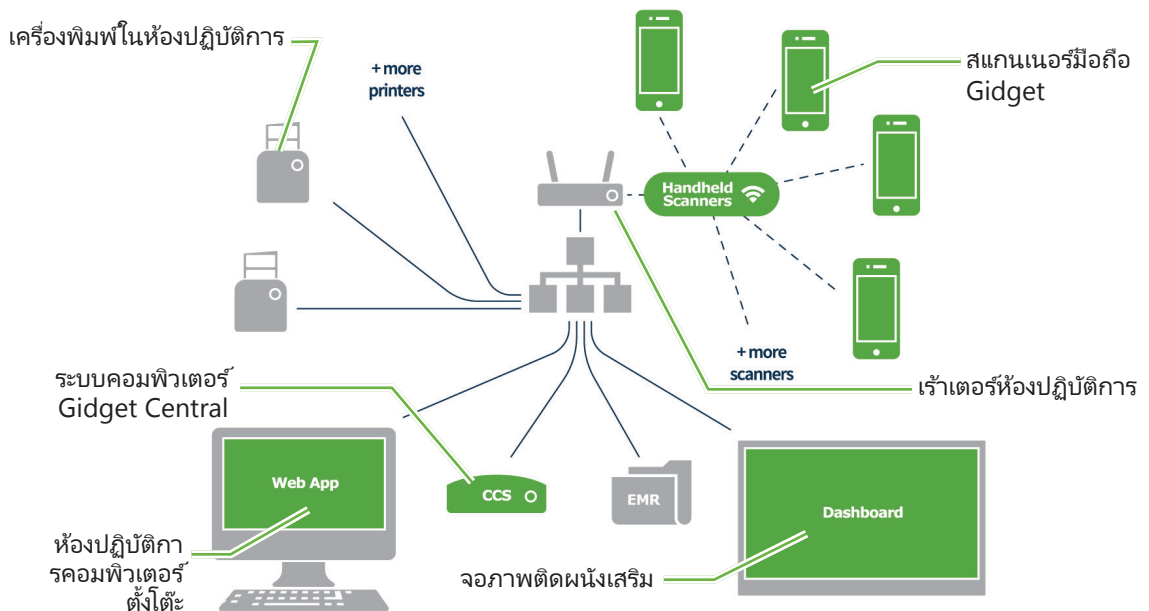 เครื่องพิมพ์ในห้องปฏิบัติการ
+ more
printers
สแกนเนอร์มือถือ
Gidget
Handheld
Scanners
+ more
scanners
เร้าเตอร์ห้องปฏิบัติการ
ระบบคอมพิวเตอร์
Gidget Central
Web App
CCS
EMR
Dashboard
ห้องปฏิบัติกา
รคอมพิวเตอร์
ตั้งโต๊ะ
จอภาพติดผนังเสริม